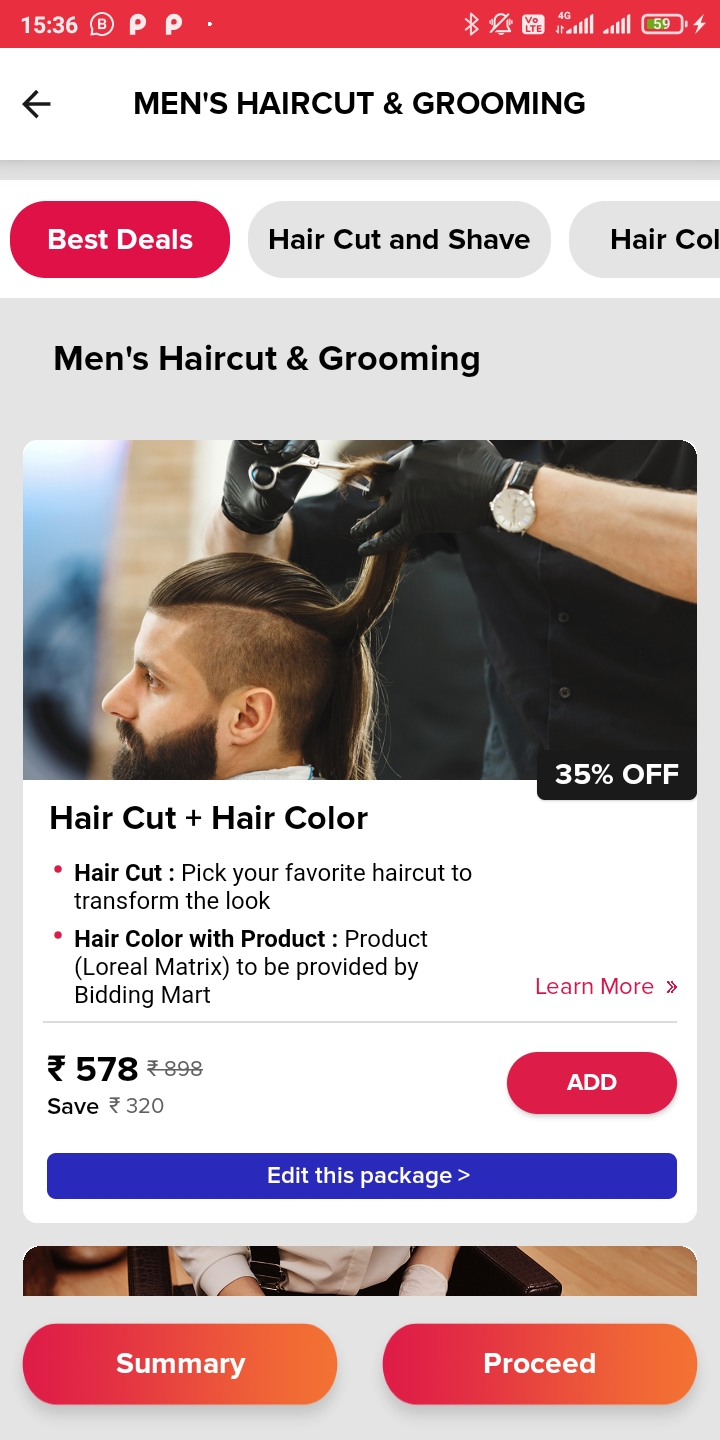 15:36
4G
Vo
LTE
59
MEN'S HAIRCUT & GROOMING
Best Deals
Hair Cut and Shave
Hair Col
Men's Haircut & Grooming
35% OFF
Hair Cut + Hair Color
• Hair Cut : Pick your favorite haircut to
transform the look
• Hair Color with Product : Product
(Loreal Matrix) to be provided by
Bidding Mart
Learn More »
₹ 578 ₹ 898
Save ₹ 320
ADD
Edit this package >
Summary
Proceed